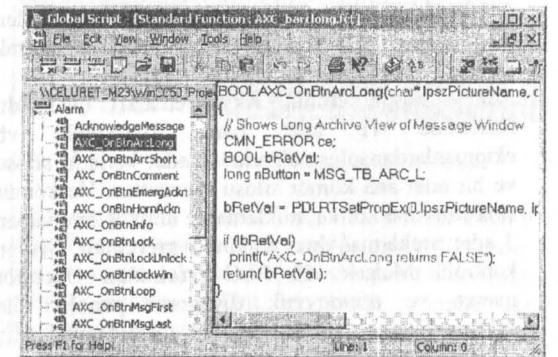 Global Script - [Standard Function: AXC_barclong.fct]
File Edit View Window Tools Help
\\CELURET_M23\WinCC50_Proje
Alarm
AcknowledgeMessage
AXC_OnBtnArcLong
AXC_OnBtnArcShort
AXC_OnBtnComment
AXC_OnBtnEmergAckn
AXC_OnBtnHornAckn
AXC_OnBtnInfo
AXC_OnBtnLock
AXC_OnBtnLockUnlock
AXC_OnBtnLockWin
AXC_OnBtnLoop
AXC_OnBtnMsgFirst
AXC_OnBtnMsgLast
BOOL AXC_OnBtnArcLong(char* lpszPictureName, c
{
// Shows Long Archive View of Message Window
CMN_ERROR ce;
BOOL bRetVal;
long nButton = MSG_TB_ARC_L;
bRetVal = PDLRTSetPropEx(0,lpszPictureName, lp
if (!bRetVal)
printf("AXC_OnBtnArcLong returns FALSE");
return( bRetVal );
}
Press F1 for Help!
Line: 1
Column: 0